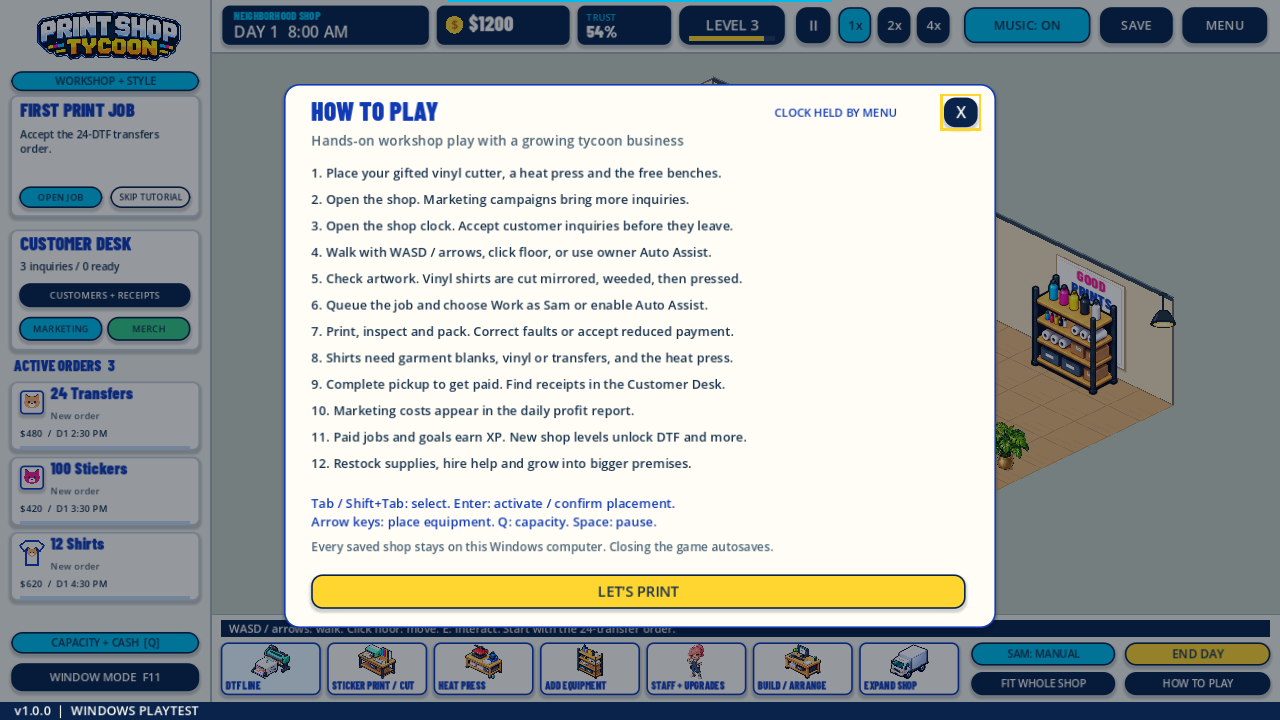 PRINT SHOP
TYCOON
WORKSHOP + STYLE
FIRST PRINT JOB
Accept the 24-DTF transfers
order.
OPEN JOB
SKIP TUTORIAL
CUSTOMER DESK
3 inquiries / 0 ready
CUSTOMERS + RECEIPTS
MARKETING
MERCH
ACTIVE ORDERS 3
24 Transfers
New order
$480 / D1 2:30 PM
100 Stickers
New order
$420 / D1 3:30 PM
12 Shirts
New order
$620 / D1 4:30 PM
CAPACITY + CASH [Q]
WINDOW MODE F11
v1.0.0 | WINDOWS PLAYTEST
NEIGHBORHOOD SHOP
DAY 1 8:00 AM
$ $1200
TRUST
54%
LEVEL 3
II
1x
2x
4x
MUSIC: ON
SAVE
MENU
HOW TO PLAY
CLOCK HELD BY MENU
X
Hands-on workshop play with a growing tycoon business
1. Place your gifted vinyl cutter, a heat press and the free benches.
2. Open the shop. Marketing campaigns bring more inquiries.
3. Open the shop clock. Accept customer inquiries before they leave.
4. Walk with WASD / arrows, click floor, or use owner Auto Assist.
5. Check artwork. Vinyl shirts are cut mirrored, weeded, then pressed.
6. Queue the job and choose Work as Sam or enable Auto Assist.
7. Print, inspect and pack. Correct faults or accept reduced payment.
8. Shirts need garment blanks, vinyl or transfers, and the heat press.
9. Complete pickup to get paid. Find receipts in the Customer Desk.
10. Marketing costs appear in the daily profit report.
11. Paid jobs and goals earn XP. New shop levels unlock DTF and more.
12. Restock supplies, hire help and grow into bigger premises.
Tab / Shift+Tab: select. Enter: activate / confirm placement.
Arrow keys: place equipment. Q: capacity. Space: pause.
Every saved shop stays on this Windows computer. Closing the game autosaves.
LET'S PRINT
GOOD
PRINTS
WASD / arrows: walk. Click floor: move. E: interact. Start with the 24-transfer order.
DTF LINE
STICKER PRINT / CUT
HEAT PRESS
ADD EQUIPMENT
STAFF + UPGRADES
BUILD / ARRANGE
EXPAND SHOP
SAM: MANUAL
END DAY
FIT WHOLE SHOP
HOW TO PLAY